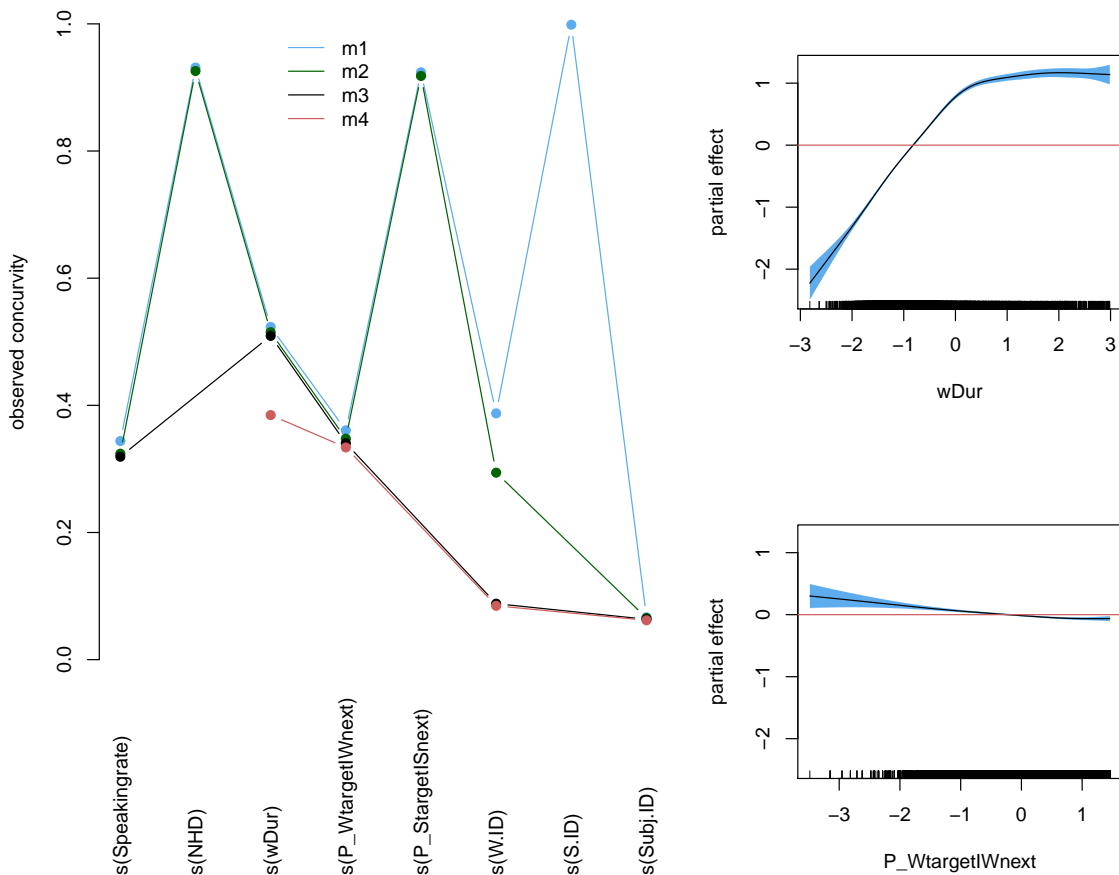 observed concurvity
1.0
0.8
0.6
0.4
0.2
0.0
m1
m2
m3
m4
s(Speakingrate)
s(NHD)
s(wDur)
s(P_WtargetIWnext)
s(P_StargetISnext)
s(W.ID)
s(S.ID)
s(Subj.ID)
partial effect
1
0
−1
−2
−3 −2 −1 0 1 2 3
wDur
partial effect
1
0
−1
−2
−3 −2 −1 0 1
P_WtargetIWnext